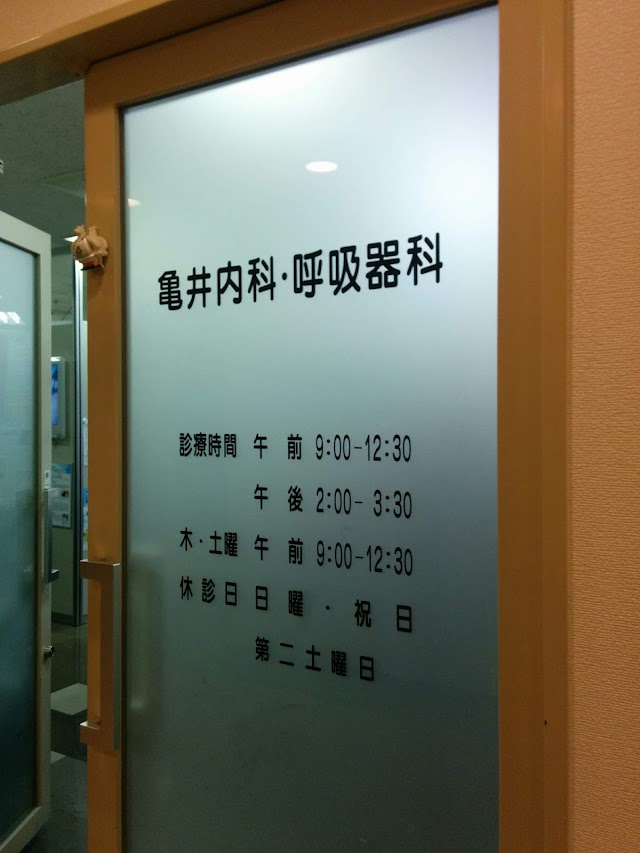 亀井内科・呼吸器科
診療時間 午 前 9:00-12:30
午 後 2:00- 3:30
木・土曜 午 前 9:00-12:30
休診日 日 曜 ・ 祝 日
第二土曜日